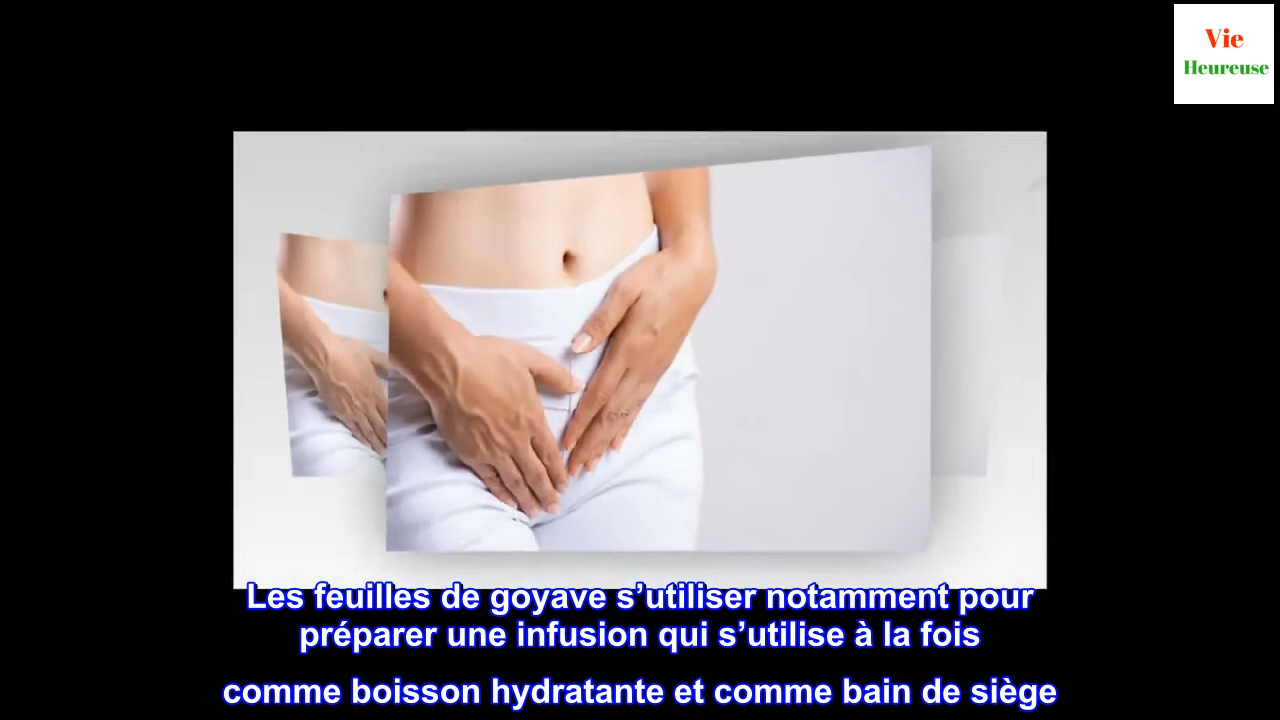 Vie
Heureuse
Les feuilles de goyave s’utiliser notamment pour
préparer une infusion qui s’utilise à la fois
comme boisson hydratante et comme bain de siège